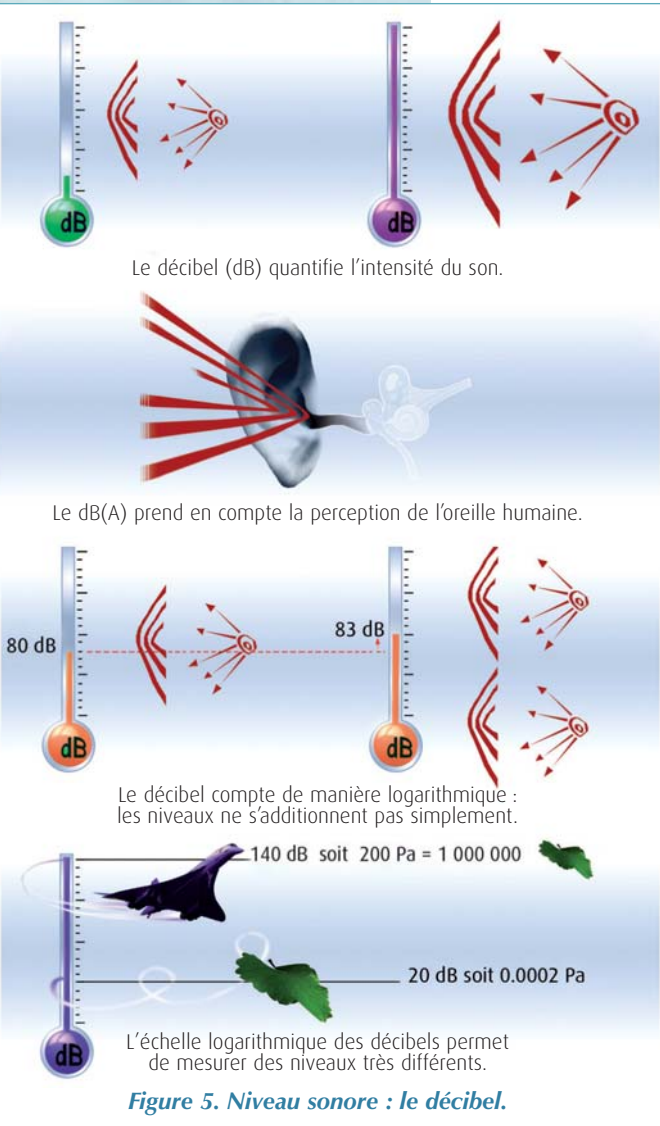 dB
dB
Le décibel (dB) quantifie l'intensité du son.
Le dB(A) prend en compte la perception de l'oreille humaine.
80 dB
83 dB
dB
dB
Le décibel compte de manière logarithmique :
les niveaux ne s'additionnent pas simplement.
140 dB soit 200 Pa = 1 000 000
20 dB soit 0.0002 Pa
dB
L'échelle logarithmique des décibels permet
de mesurer des niveaux très différents.
Figure 5. Niveau sonore : le décibel.